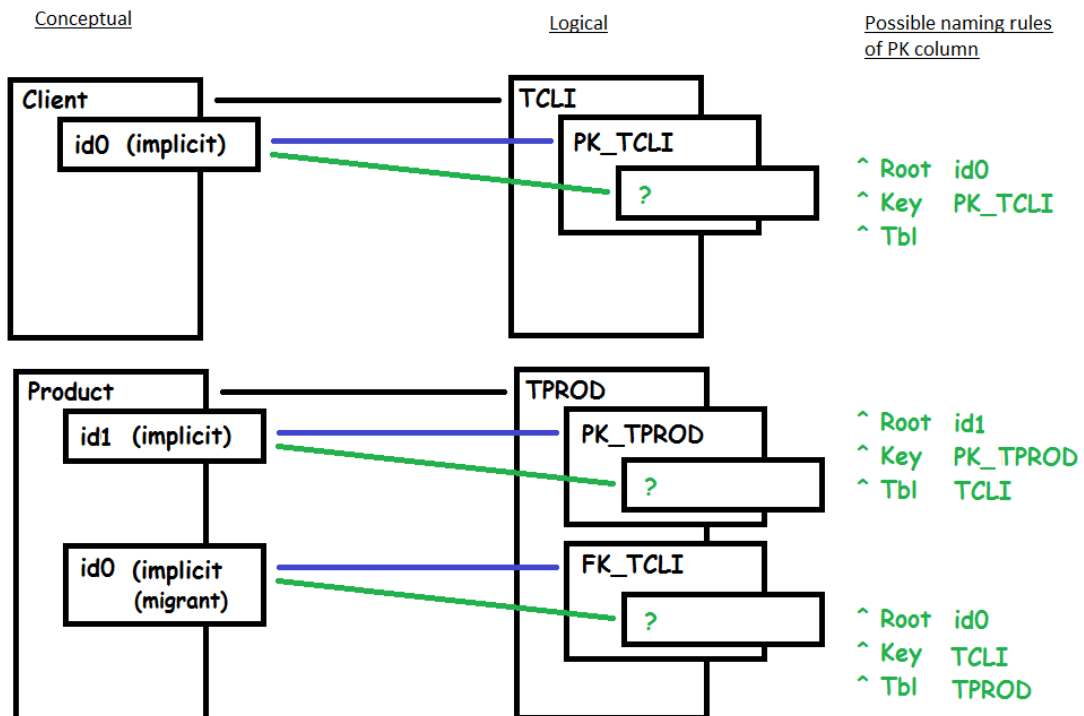 Conceptual
Logical
Possible naming rules
of PK column
Client
id0 (implicit)
TCLI
PK_TCLI
?
^ Root id0
^ Key PK_TCLI
^ Tbl
Product
id1 (implicit)
id0 (implicit
(migrant)
TPROD
PK_TPROD
?
FK_TCLI
?
^ Root id1
^ Key PK_TPROD
^ Tbl TCLI
^ Root id0
^ Key TCLI
^ Tbl TPROD